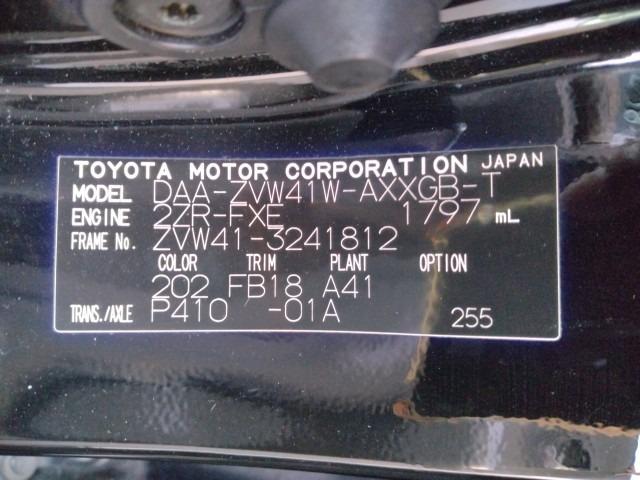 TOYOTA MOTOR CORPORATION JAPAN
MODEL DAA-ZVW41W-AXXGB-T
ENGINE 2ZR-FXE 1797 mL
FRAME No. ZVW41-3241812
COLOR TRIM PLANT OPTION
202 FB18 A41
TRANS./AXLE P410 -01A 255